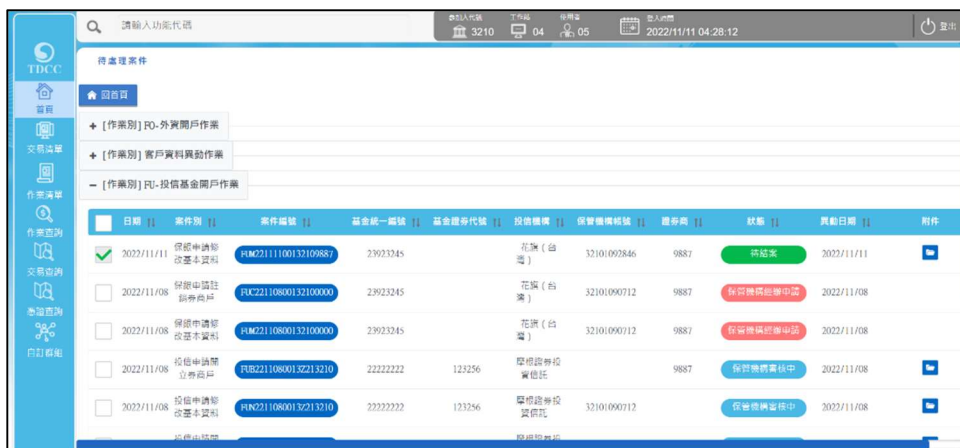 請輸入功能代碼
參加人代號 工作站 使用者 登入時間
3210 04 05 2022/11/11 04:28:12 登出
TDCC
首頁
交易清單
作業清單
作業查詢
交易查詢
憑證查詢
自訂群組
待處理案件
回首頁
+ [作業別] FO-外資開戶作業
+ [作業別] 客戶資料異動作業
− [作業別] FU-投信基金開戶作業
日期 案件別 案件編號 基金統一編號 基金證券代號 投信機構 保管機構帳號 證券商 狀態 異動日期 附件
2022/11/11 保銀申請修改基本資料 FUM22111100132109887 23923245 花旗（台灣） 32101092846 9887 待結案 2022/11/11
2022/11/08 保銀申請註銷券商戶 FUC22110800132100000 23923245 花旗（台灣） 32101090712 9887 保管機構經辦申請 2022/11/08
2022/11/08 保銀申請修改基本資料 FUM22110800132100000 23923245 花旗（台灣） 32101090712 9887 保管機構經辦申請 2022/11/08
2022/11/08 投信申請開立券商戶 FUB2211080013Z213210 22222222 123256 摩根證券投資信託 9887 保管機構審核中 2022/11/08
2022/11/08 投信申請修改基本資料 FUN2211080013Z213210 22222222 123256 摩根證券投資信託 32101090712 保管機構審核中 2022/11/08